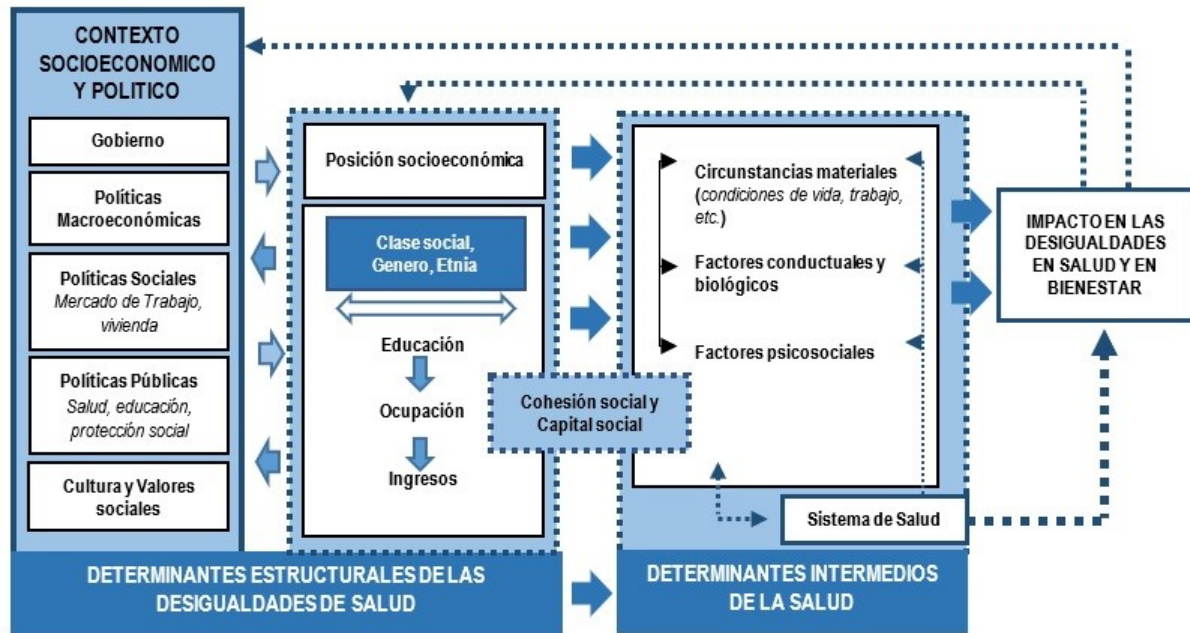 CONTEXTO
SOCIOECONOMICO
Y POLITICO
Gobierno
Políticas
Macroeconómicas
Políticas Sociales
Mercado de Trabajo,
vivienda
Políticas Públicas
Salud, educación,
protección social
Cultura y Valores
sociales
Posición socioeconómica
Clase social,
Genero, Etnia
Educación
Ocupación
Ingresos
Cohesión social y
Capital social
Circunstancias materiales
(condiciones de vida, trabajo,
etc.)
Factores conductuales y
biológicos
Factores psicosociales
Sistema de Salud
IMPACTO EN LAS
DESIGUALDADES
EN SALUD Y EN
BIENESTAR
DETERMINANTES ESTRUCTURALES DE LAS
DESIGUALDADES DE SALUD
DETERMINANTES INTERMEDIOS
DE LA SALUD